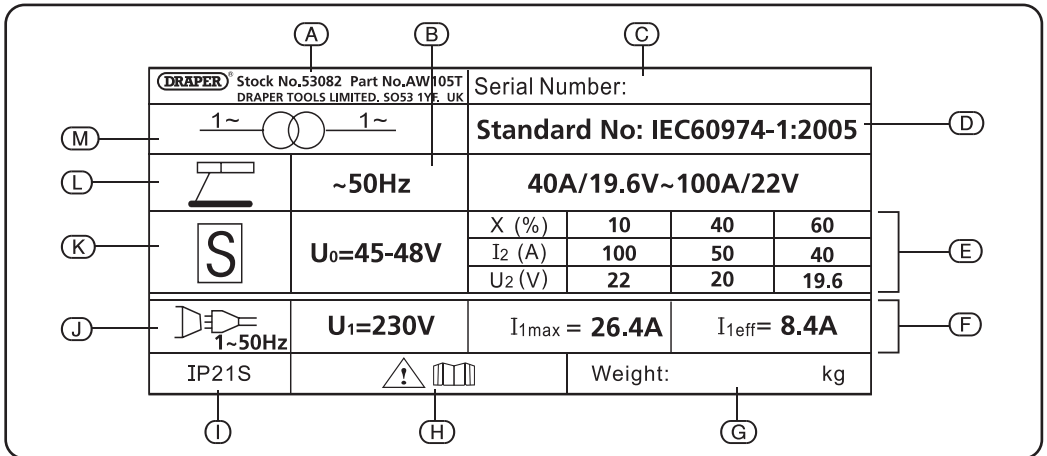 A
B
C
DRAPER® Stock No.53082 Part No.AW105T
DRAPER TOOLS LIMITED. SO53 1YF. UK
Serial Number:
M
1~ 1~
Standard No: IEC60974-1:2005
D
L
~50Hz
40A/19.6V~100A/22V
K
S
U0=45-48V
X (%) 10 40 60
I2 (A) 100 50 40
U2 (V) 22 20 19.6
E
J
1~50Hz
U1=230V
I1max = 26.4A
I1eff= 8.4A
F
IP21S
!
Weight: kg
I
H
G